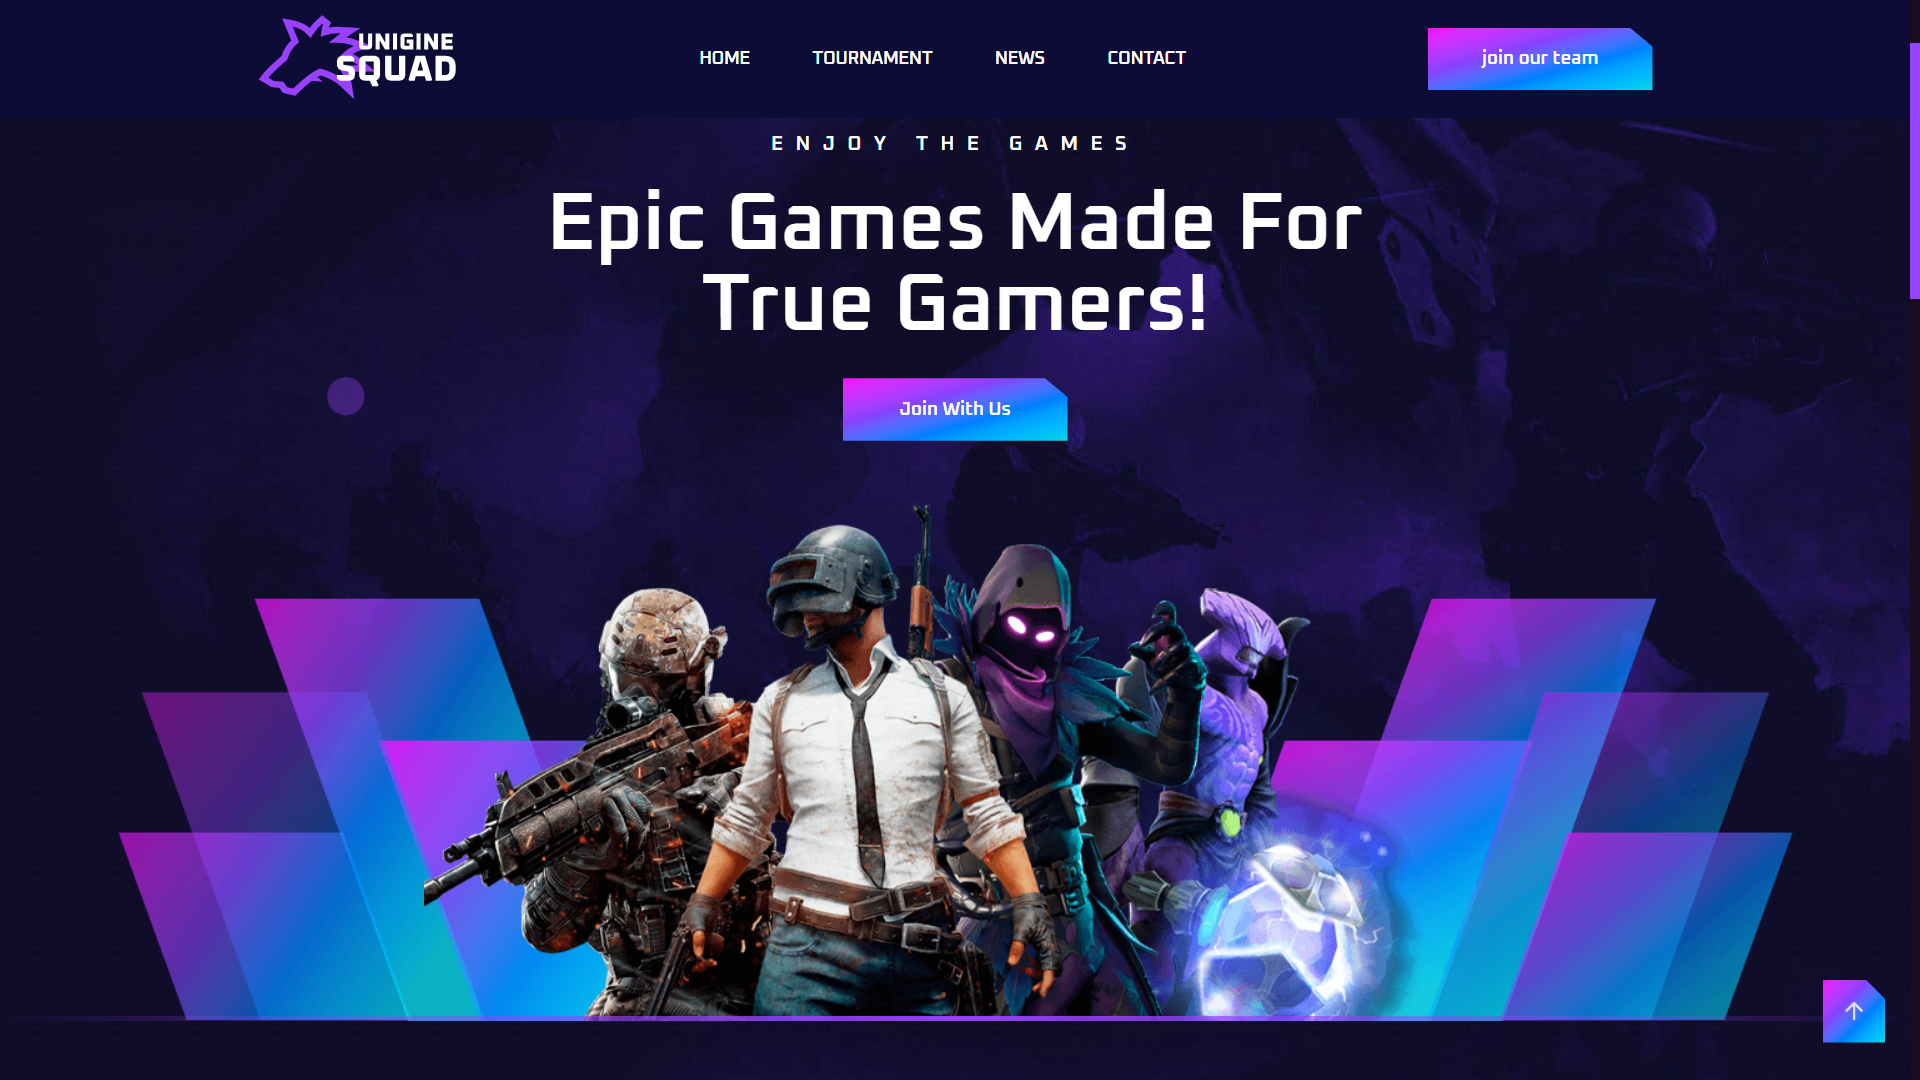 UNIGINE
SQUAD
HOME
TOURNAMENT
NEWS
CONTACT
join our team
ENJOY THE GAMES
Epic Games Made For
True Gamers!
Join With Us